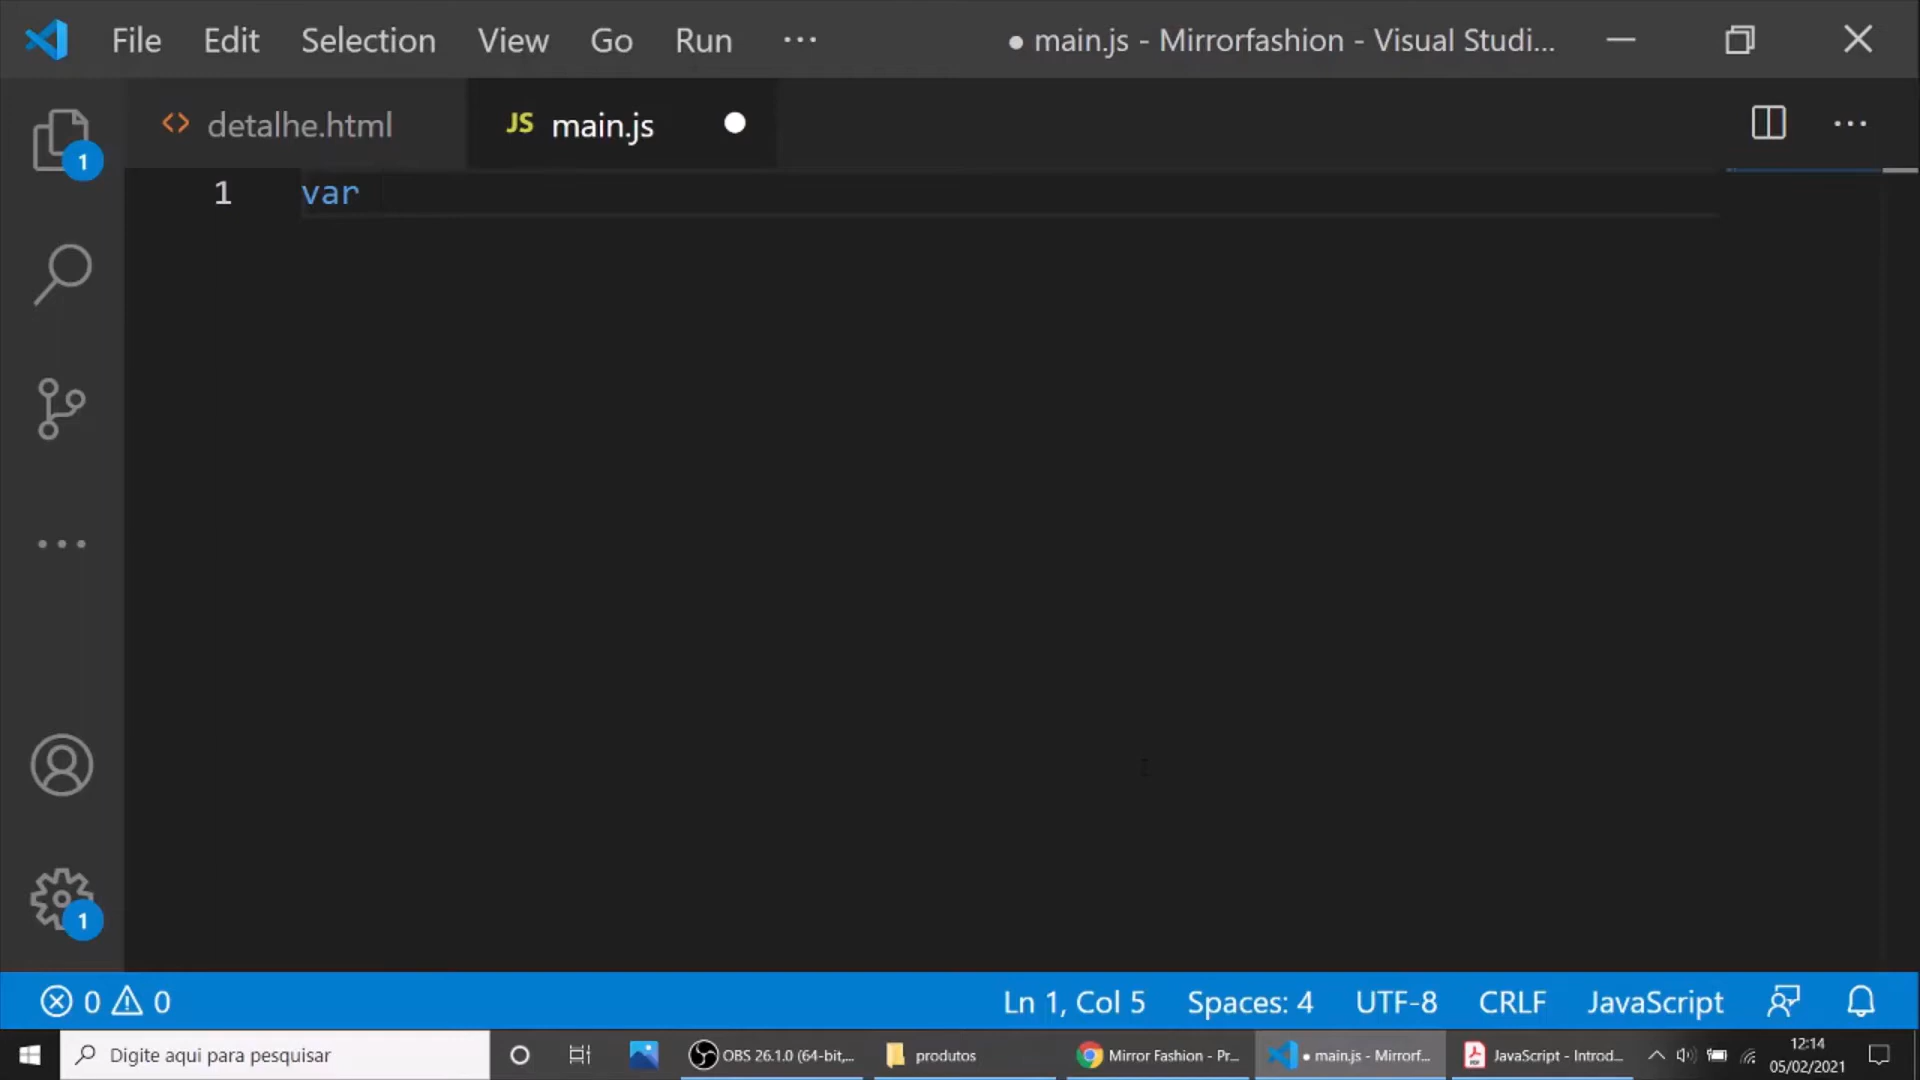 File Edit Selection View Go Run ··· ● main.js - Mirrorfashion - Visual Studi...
<> detalhe.html JS main.js ●
1
1 var
1
0 0 Ln 1, Col 5 Spaces: 4 UTF-8 CRLF JavaScript
Digite aqui para pesquisar OBS 26.1.0 (64-bit,... produtos Mirror Fashion - Pr... ● main.js - Mirrorf... JavaScript - Introd... 12:14
05/02/2021